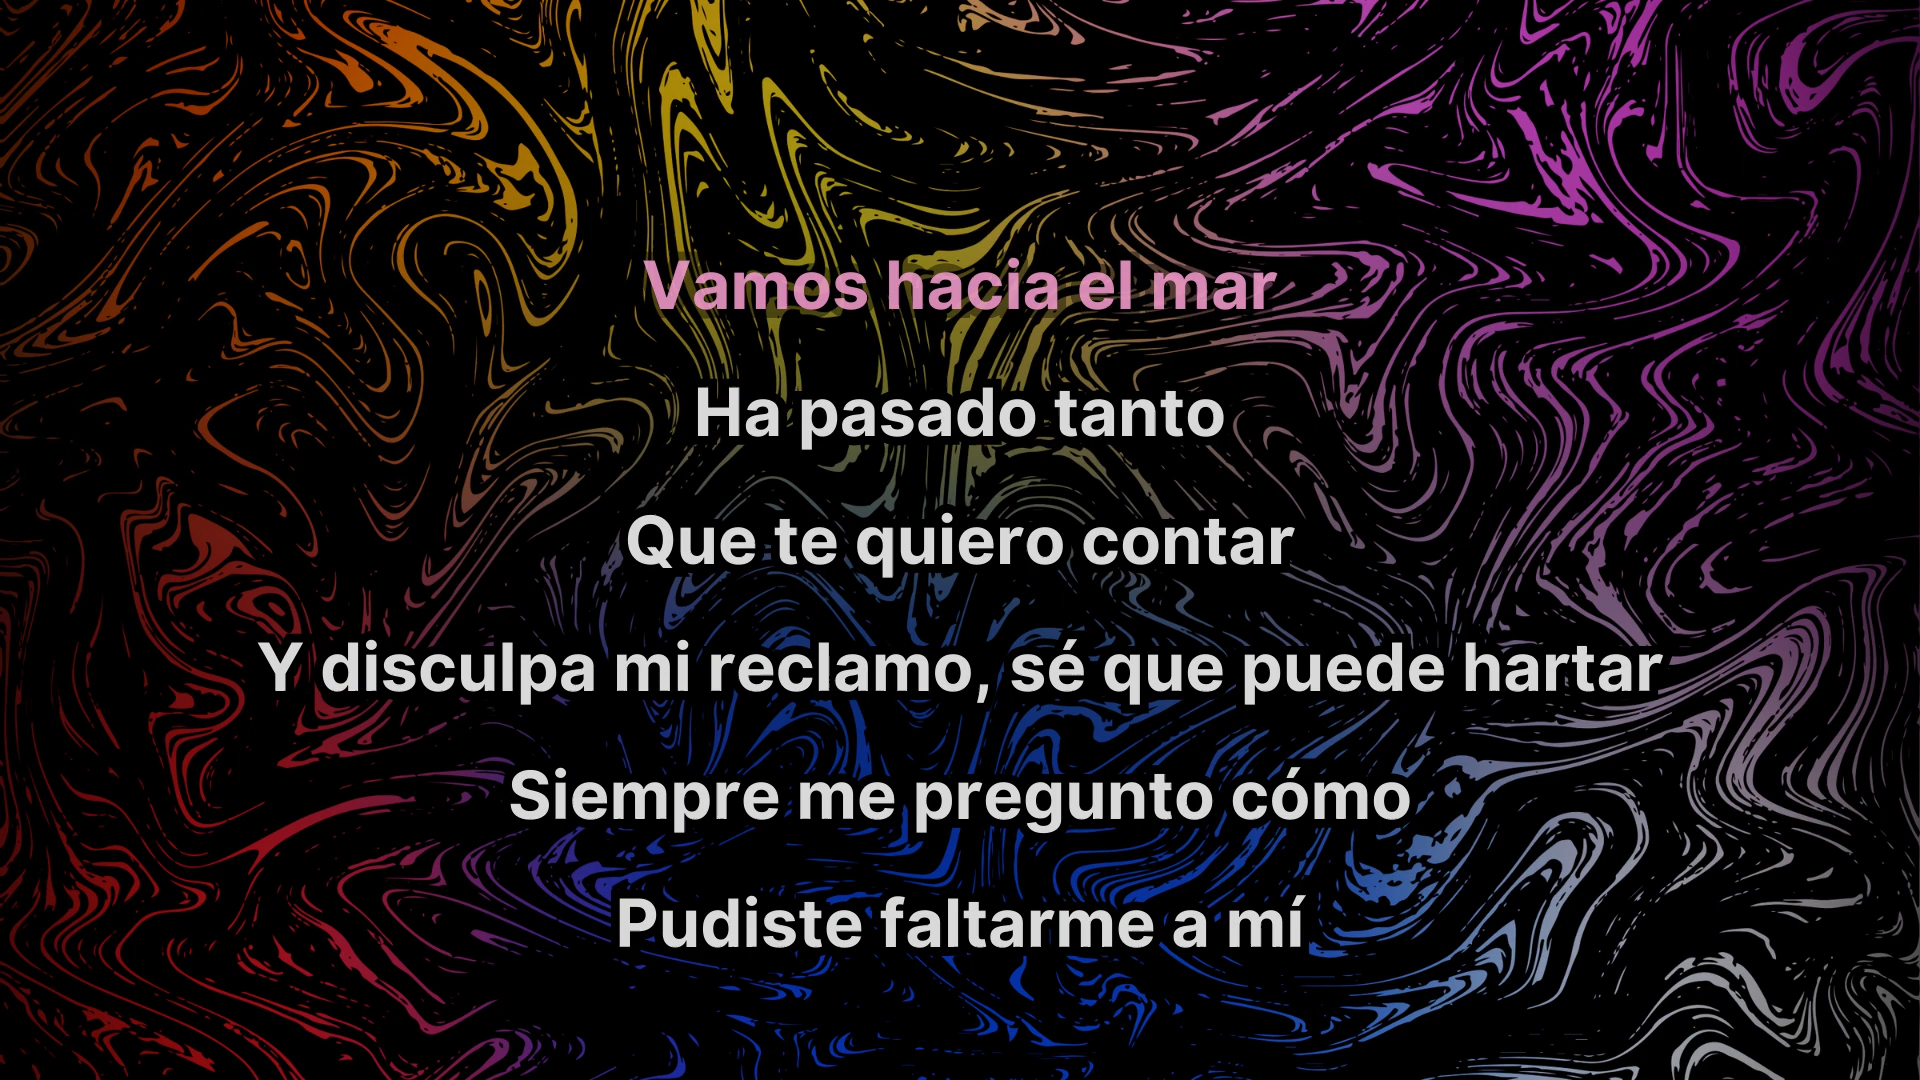 Vamos hacia el mar
Ha pasado tanto
Que te quiero contar
Y disculpa mi reclamo, sé que puede hartar
Siempre me pregunto cómo
Pudiste faltarme a mí